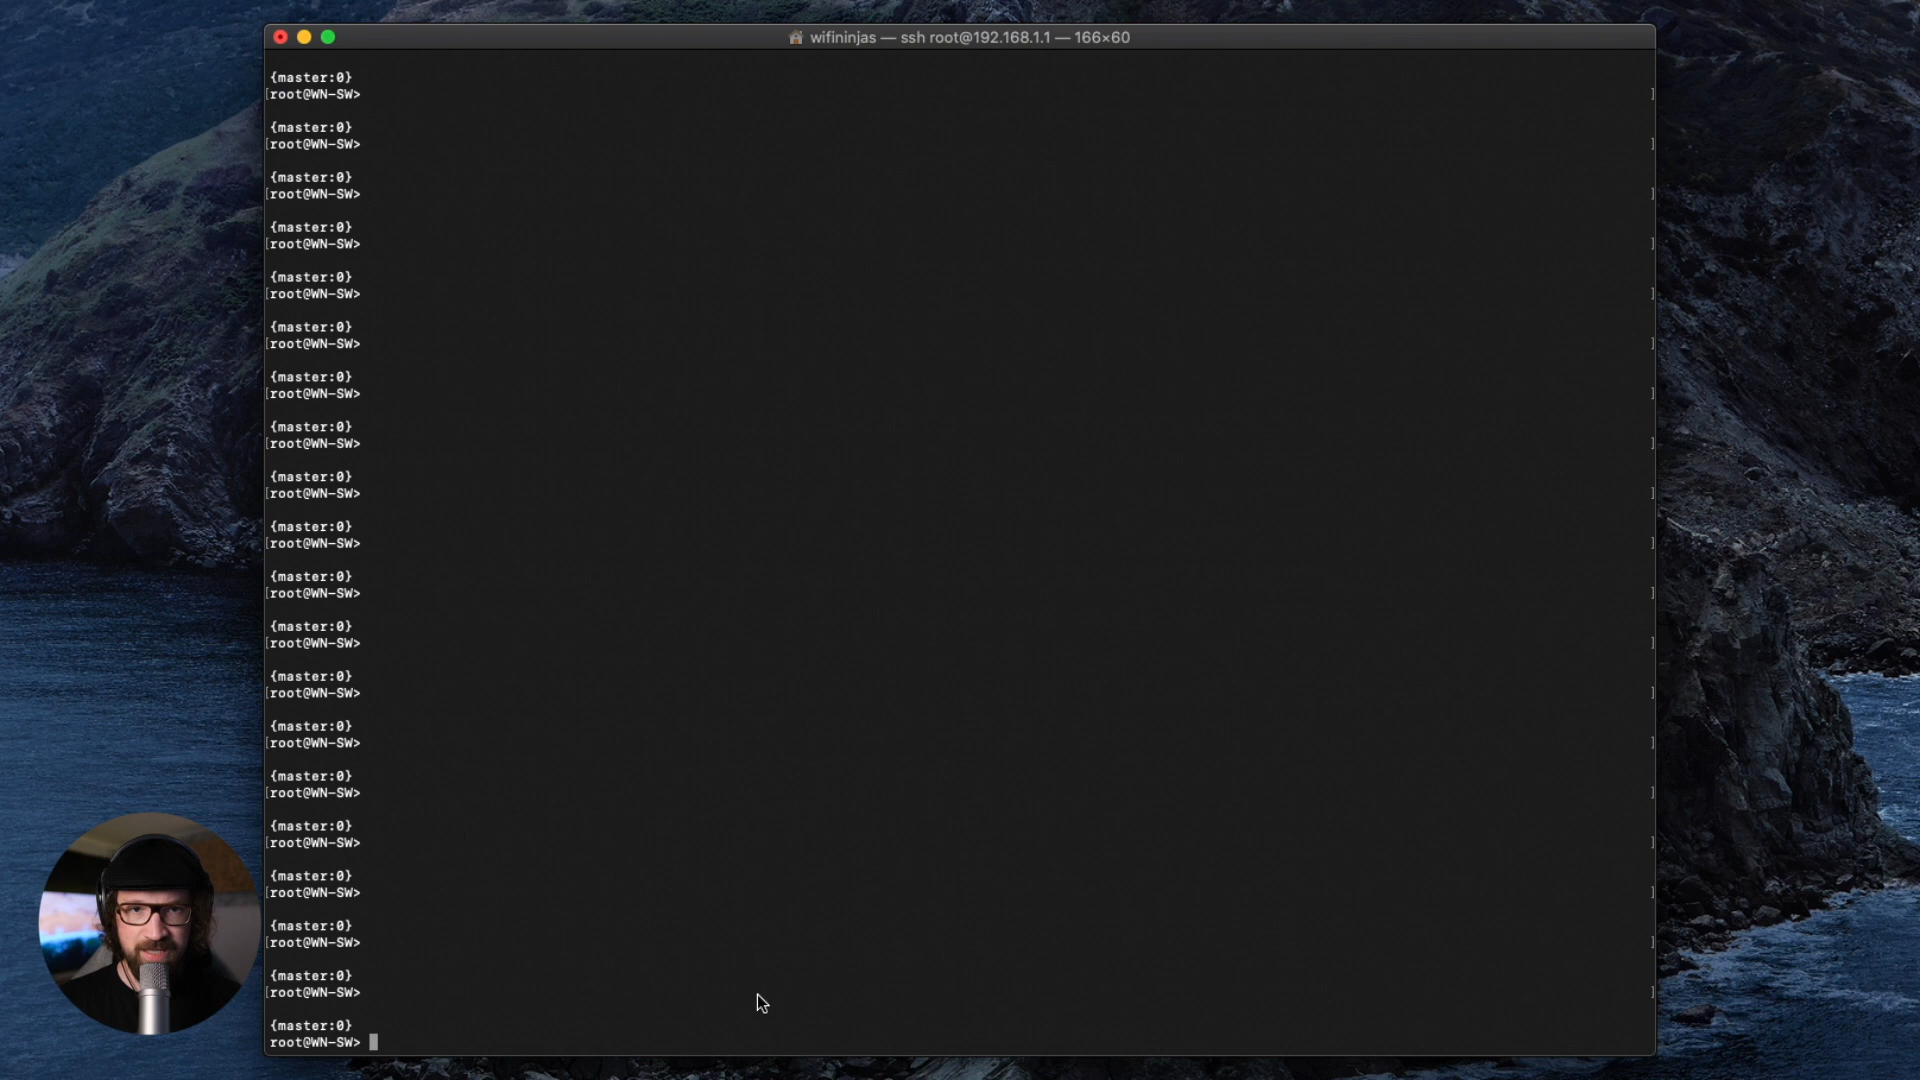 wifininjas — ssh root@192.168.1.1 — 166×60
{master:0}
[root@WN-SW> ]
{master:0}
[root@WN-SW> ]
{master:0}
[root@WN-SW> ]
{master:0}
[root@WN-SW> ]
{master:0}
[root@WN-SW> ]
{master:0}
[root@WN-SW> ]
{master:0}
[root@WN-SW> ]
{master:0}
[root@WN-SW> ]
{master:0}
[root@WN-SW> ]
{master:0}
[root@WN-SW> ]
{master:0}
[root@WN-SW> ]
{master:0}
[root@WN-SW> ]
{master:0}
[root@WN-SW> ]
{master:0}
[root@WN-SW> ]
{master:0}
[root@WN-SW> ]
{master:0}
[root@WN-SW> ]
{master:0}
[root@WN-SW> ]
{master:0}
[root@WN-SW> ]
{master:0}
[root@WN-SW> ]
{master:0}
root@WN-SW>